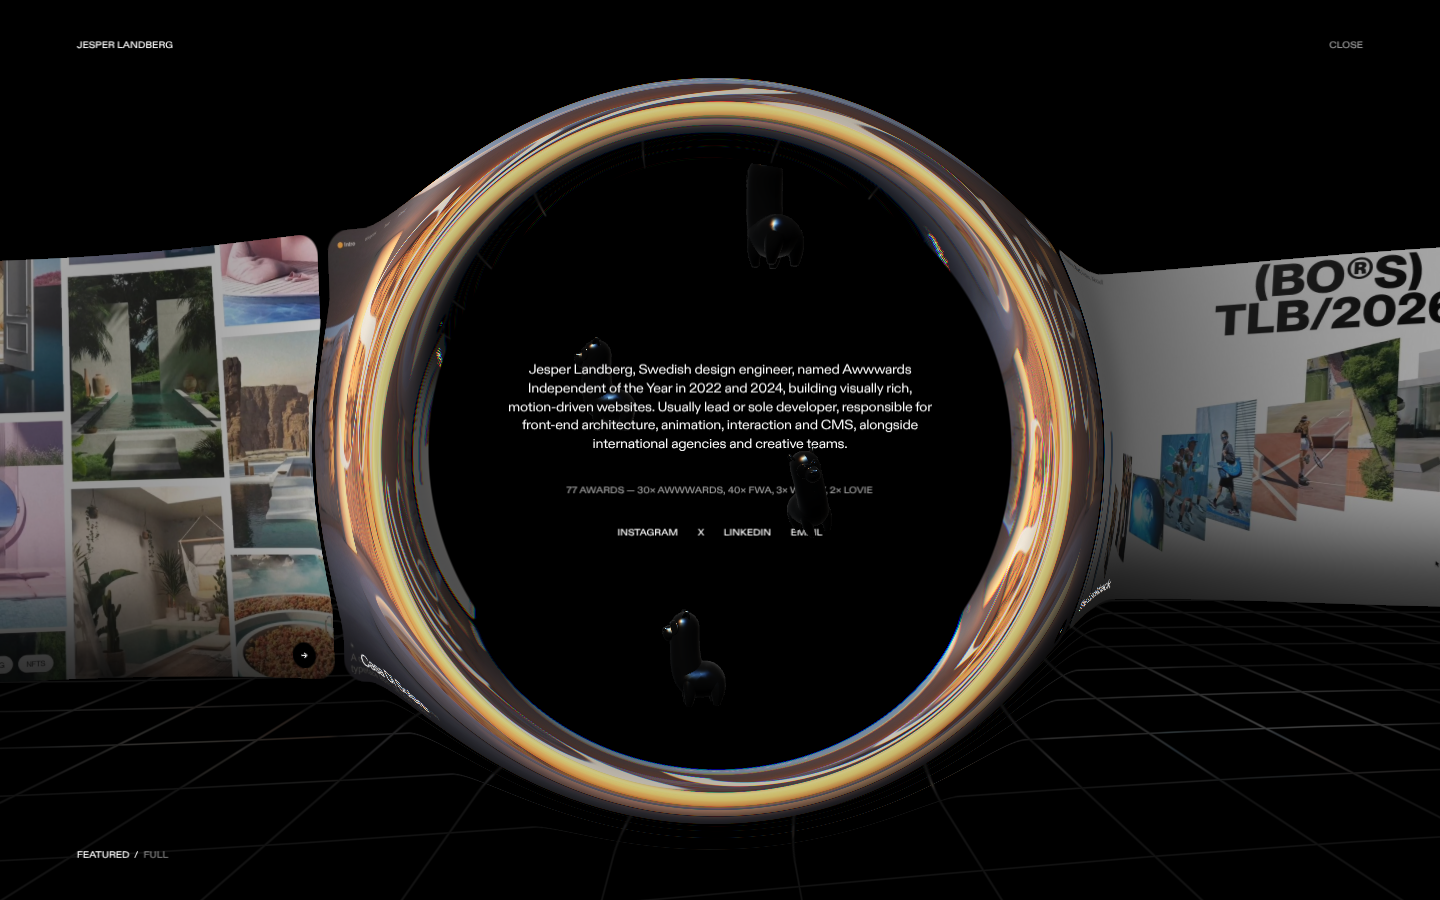 JESPER LANDBERG
CLOSE
Intro
(BO®S)
TLB/2026
Jesper Landberg, Swedish design engineer, named Awwwards
Independent of the Year in 2022 and 2024, building visually rich,
motion-driven websites. Usually lead or sole developer, responsible for
front-end architecture, animation, interaction and CMS, alongside
international agencies and creative teams.
77 AWARDS — 30× AWWWARDS, 40× FWA, 3× 2× LOVIE
INSTAGRAM X LINKEDIN
NFTS
FEATURED / FULL